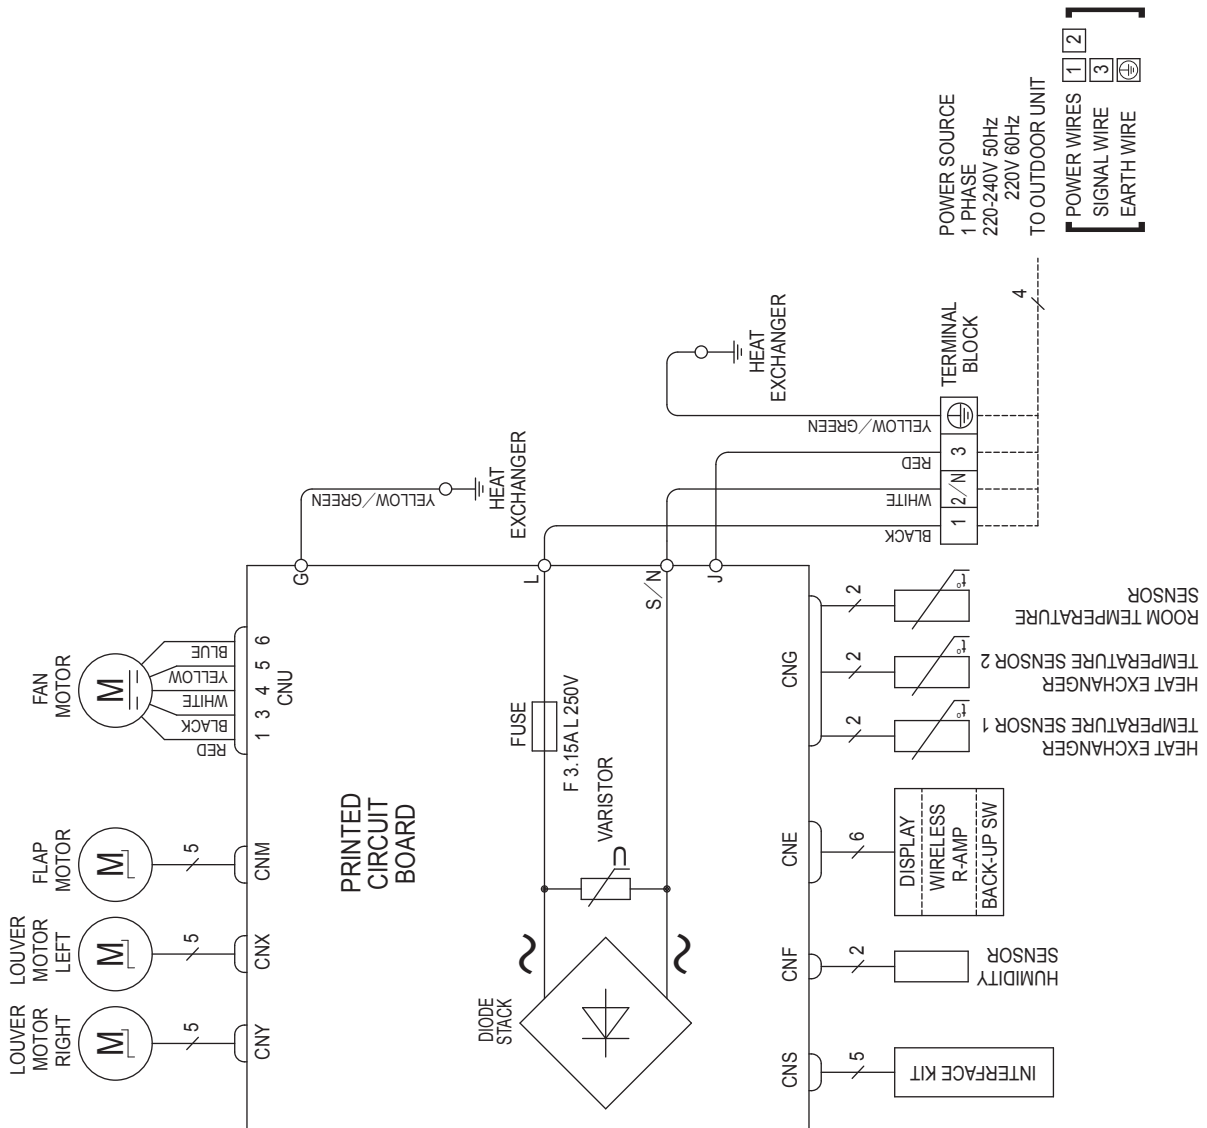 FAN
MOTOR
M
BLUE
YELLOW
WHITE
BLACK
RED
1 3 4 5 6
CNU
FLAP
MOTOR
M
5
CNM
LOUVER
MOTOR
LEFT
M
5
CNX
LOUVER
MOTOR
RIGHT
M
5
CNY
PRINTED
CIRCUIT
BOARD
G
YELLOW/GREEN
HEAT
EXCHANGER
L
S/N
J
FUSE
F 3.15A L 250V
VARISTOR
n
DIODE
STACK
~
~
YELLOW/GREEN
HEAT
EXCHANGER
RED
WHITE
BLACK
1 2/N 3
TERMINAL
BLOCK
4
POWER SOURCE
1 PHASE
220-240V 50Hz
220V 60Hz
TO OUTDOOR UNIT
POWER WIRES 1 2
SIGNAL WIRE 3
EARTH WIRE
CNG
2
t°
ROOM TEMPERATURE
SENSOR
2
t°
HEAT EXCHANGER
TEMPERATURE SENSOR 2
2
t°
HEAT EXCHANGER
TEMPERATURE SENSOR 1
CNE
6
DISPLAY
WIRELESS
R-AMP
BACK-UP SW
CNF
2
HUMIDITY
SENSOR
CNS
5
INTERFACE KIT